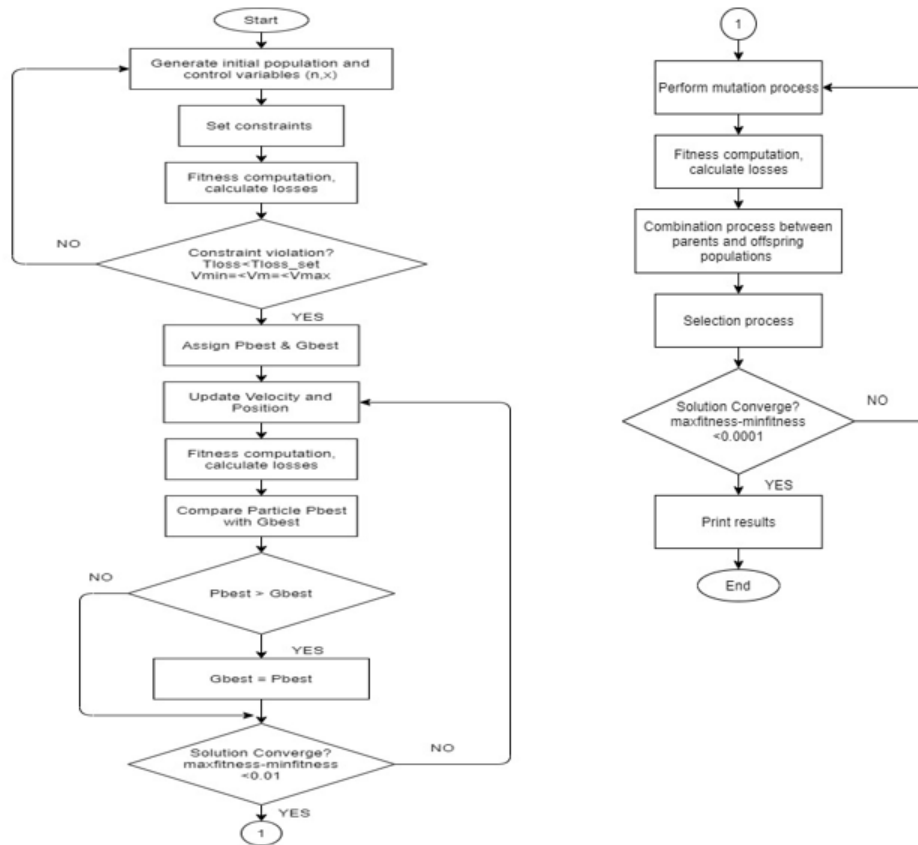 Start
Generate initial population and
control variables (n,x)
Set constraints
Fitness computation,
calculate losses
Constraint violation?
Tloss<Tloss_set
Vmin=<Vm=<Vmax
NO
YES
Assign Pbest & Gbest
Update Velocity and
Position
Fitness computation,
calculate losses
Compare Particle Pbest
with Gbest
Pbest > Gbest
NO
YES
Gbest = Pbest
Solution Converge?
maxfitness-minfitness
<0.01
NO
YES
1
1
Perform mutation process
Fitness computation,
calculate losses
Combination process between
parents and offspring
populations
Selection process
Solution Converge?
maxfitness-minfitness
<0.0001
NO
YES
Print results
End